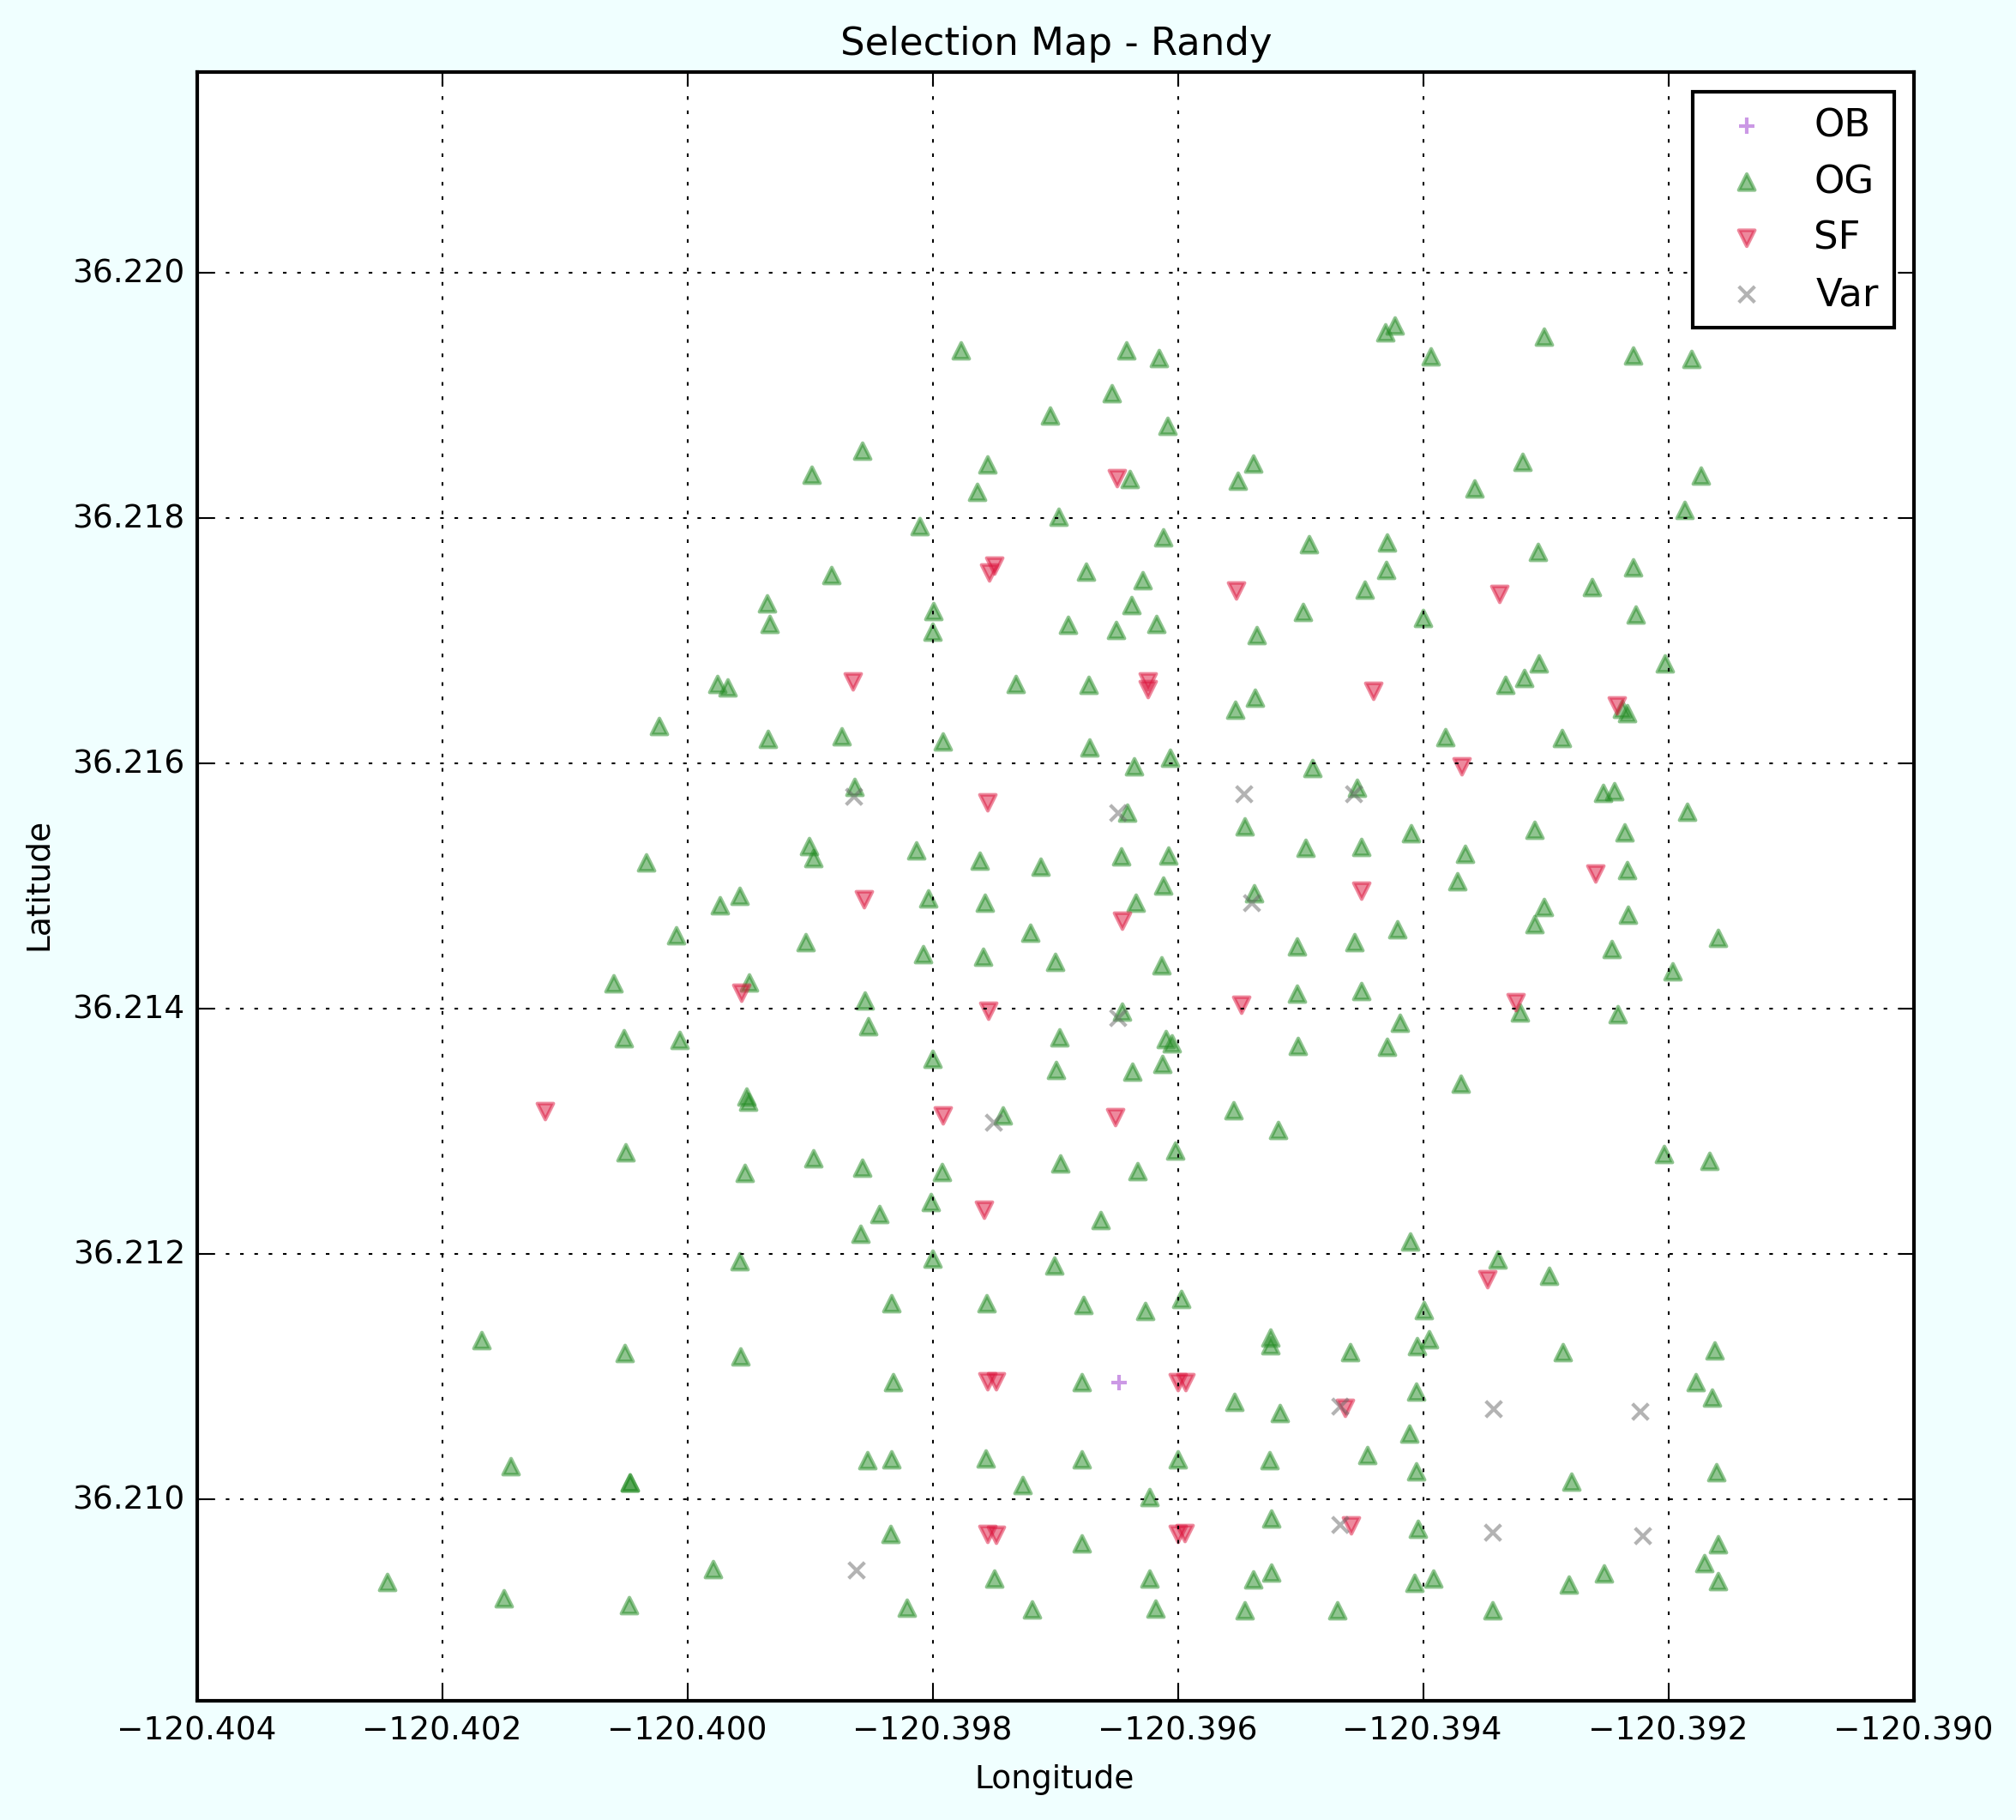 Selection Map - Randy
OB
OG
SF
Var
36.220
36.218
36.216
36.214
36.212
36.210
Latitude
−120.404
−120.402
−120.400
−120.398
−120.396
−120.394
−120.392
−120.390
Longitude